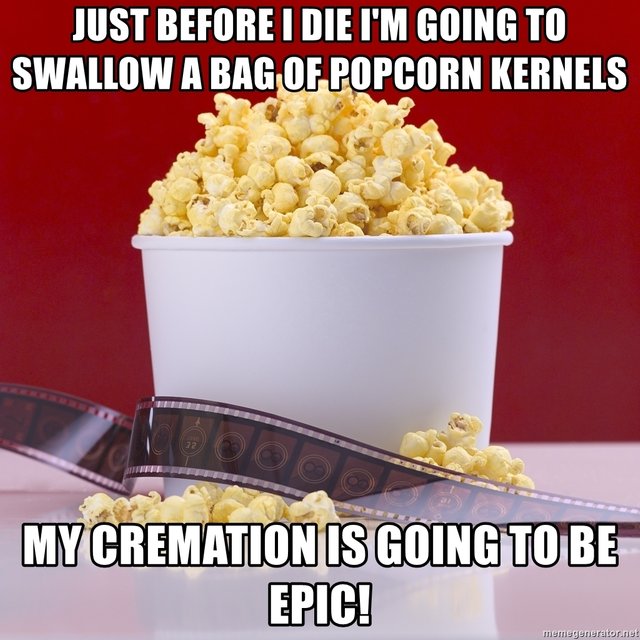 JUST BEFORE I DIE I'M GOING TO
SWALLOW A BAG OF POPCORN KERNELS
32
MY CREMATION IS GOING TO BE
EPIC!
memegenerator.net